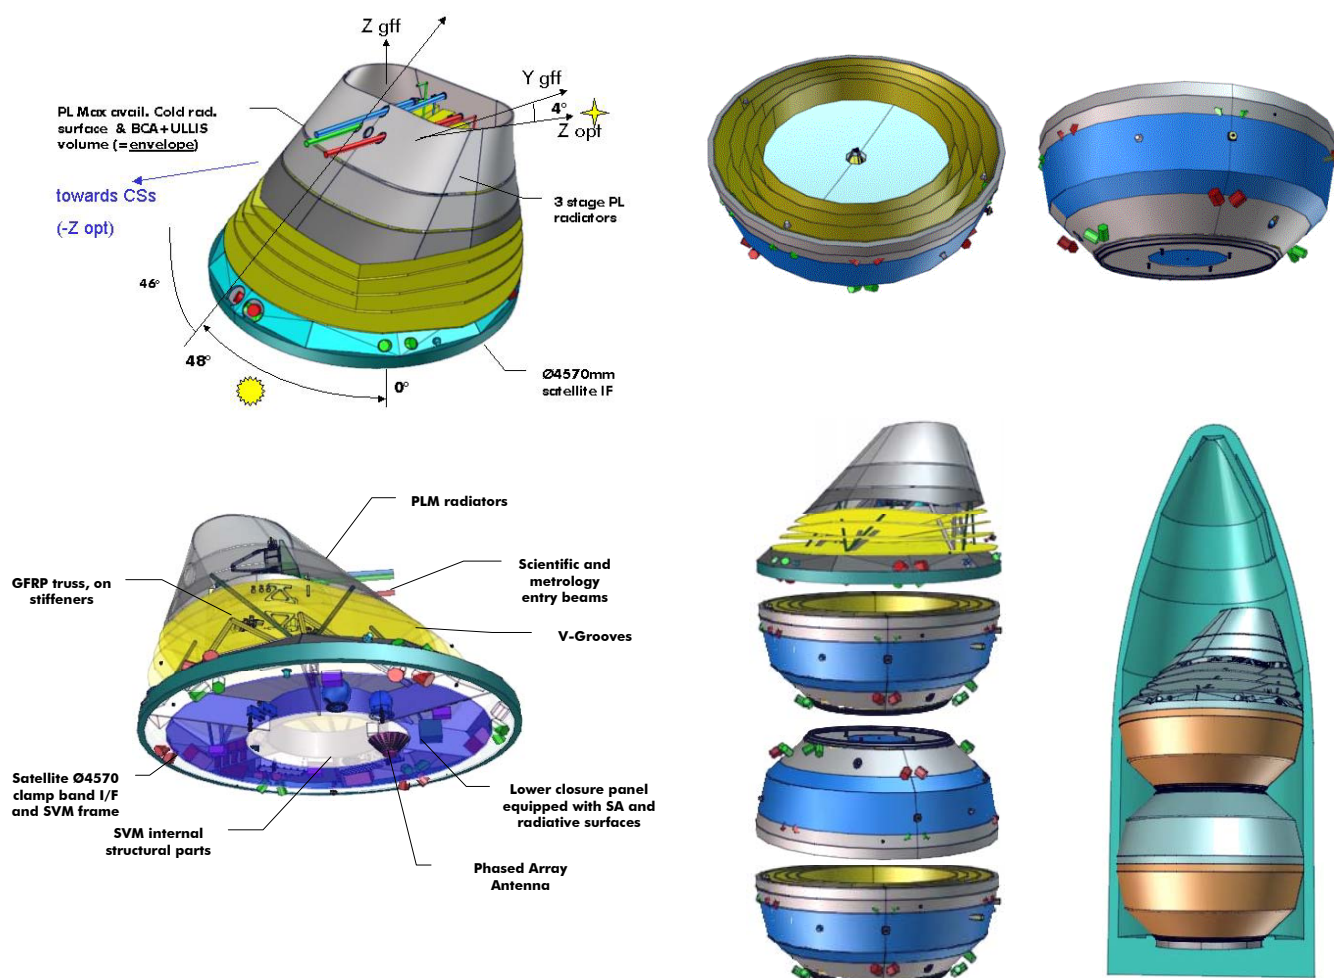 Z gff
Y gff
4°
Z opt
PL Max avail. Cold rad.
surface & BCA+ULLIS
volume (=envelope)
towards CSs
(-Z opt)
3 stage PL
radiators
46°
48°
0°
Ø4570mm
satellite IF
PLM radiators
GFRP truss, on
stiffeners
Scientific and
metrology
entry beams
V-Grooves
Satellite Ø4570
clamp band I/F
and SVM frame
SVM internal
structural parts
Lower closure panel
equipped with SA and
radiative surfaces
Phased Array
Antenna